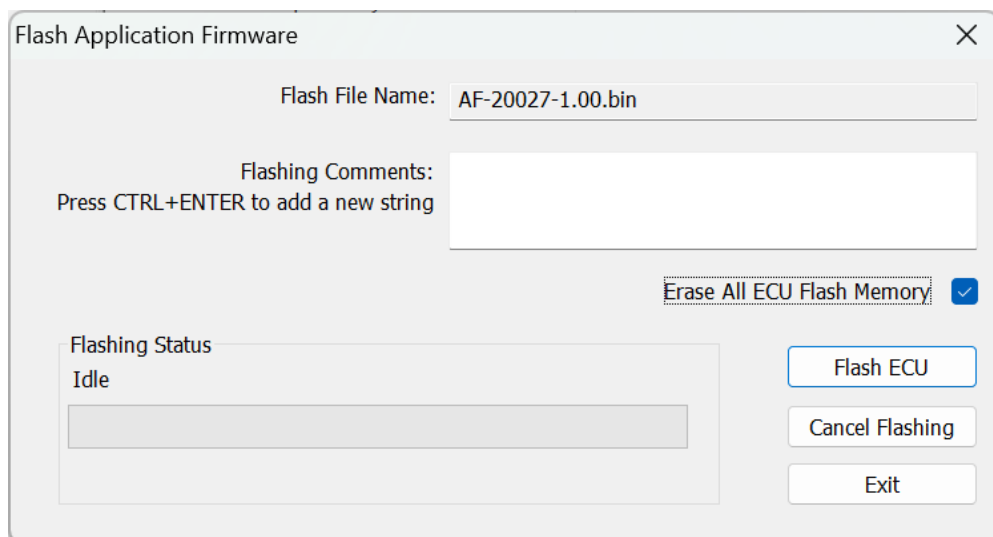 Flash Application Firmware
Flash File Name: AF-20027-1.00.bin
Flashing Comments:
Press CTRL+ENTER to add a new string
Erase All ECU Flash Memory
Flashing Status
Idle
Flash ECU
Cancel Flashing
Exit